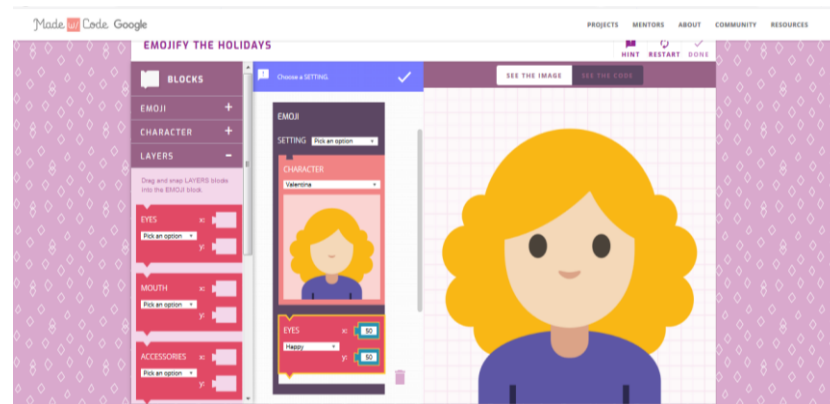 Made w/ Code Google
PROJECTS MENTORS ABOUT COMMUNITY RESOURCES
EMOJIFY THE HOLIDAYS
HINT RESTART DONE
BLOCKS
EMOJI +
CHARACTER +
LAYERS -
Drag and snap LAYERS blocks
into the EMOJI block.
EYES x:
Pick an option
y:
MOUTH x:
Pick an option
y:
ACCESSORIES x:
Pick an option
y:
Choose a SETTING.
EMOJI
SETTING Pick an option
CHARACTER
Valentina
EYES x: 50
Happy
y: 50
SEE THE IMAGE SEE THE CODE